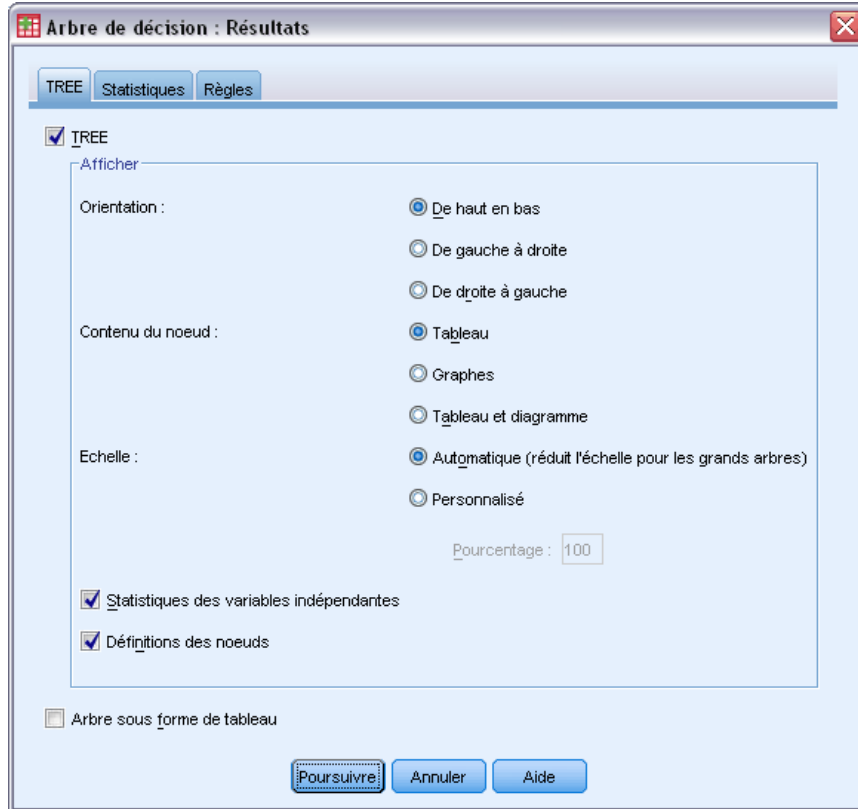 Arbre de décision : Résultats
TREE Statistiques Règles
TREE
Afficher
Orientation : De haut en bas
De gauche à droite
De droite à gauche
Contenu du noeud : Tableau
Graphes
Tableau et diagramme
Echelle : Automatique (réduit l'échelle pour les grands arbres)
Personnalisé
Pourcentage : 100
Statistiques des variables indépendantes
Définitions des noeuds
Arbre sous forme de tableau
Poursuivre Annuler Aide